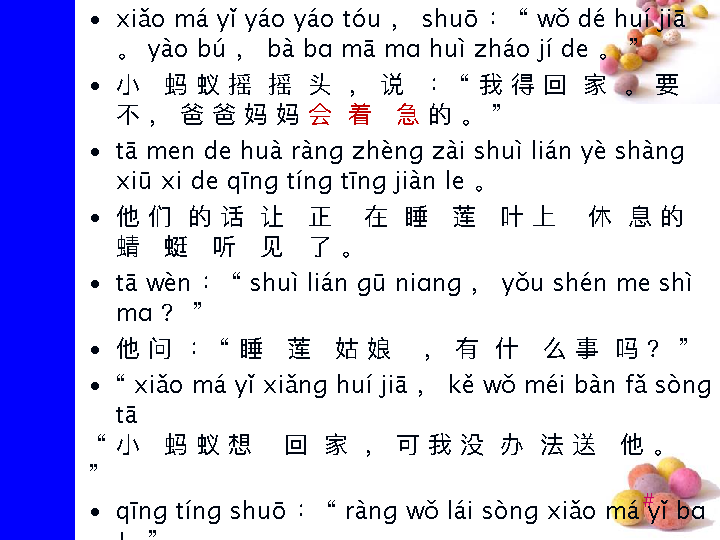 • xiǎo má yǐ yáo yáo tóu ， shuō ：“ wǒ dé huí jiā
。 yào bú ， bà ba mā ma huì zháo jí de 。 ”
• 小 蚂 蚁 摇 摇 头 ， 说 ：“ 我 得 回 家 。 要
不 ， 爸 爸 妈 妈 会 着 急 的 。 ”
• tā men de huà ràng zhèng zài shuì lián yè shàng
xiū xi de qīng tíng tīng jiàn le 。
• 他 们 的 话 让 正 在 睡 莲 叶 上 休 息 的
蜻 蜓 听 见 了 。
• tā wèn ：“ shuì lián gū niang ， yǒu shén me shì
ma ？ ”
• 他 问 ：“ 睡 莲 姑 娘 ， 有 什 么 事 吗 ？ ”
• “ xiǎo má yǐ xiǎng huí jiā ， kě wǒ méi bàn fǎ sòng
tā
“ 小 蚂 蚁 想 回 家 ， 可 我 没 办 法 送 他 。
”
• qīng tíng shuō ：“ ràng wǒ lái sòng xiǎo má yǐ ba
! ”
#